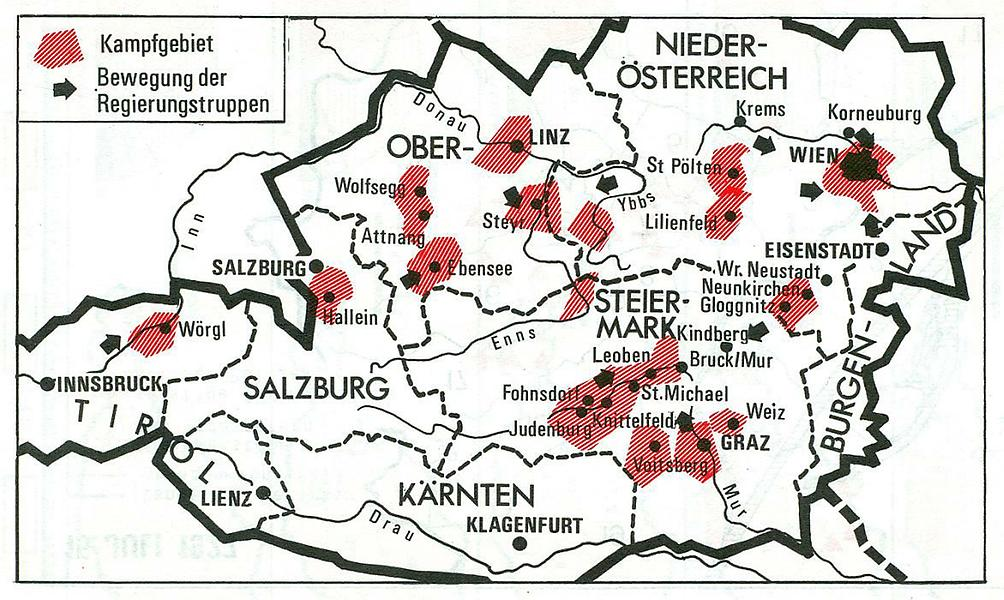 Kampfgebiet
Bewegung der
Regierungstruppen
NIEDER-
ÖSTERREICH
Donau
Krems
Korneuburg
OBER-
LINZ
WIEN
St Pölten
Wolfsegg
Ybbs
Steyr
Lilienfeld
Inn
Attnang
EISENSTADT
LAND
SALZBURG
Ebensee
Wr. Neustadt
Neunkirchen
Gloggnitz
STEIER-
MARK
Hallein
Wörgl
Enns
Kindberg
Leoben
Bruck/Mur
INNSBRUCK
SALZBURG
Fohnsdorf
St.Michael
BURGEN-
TIROL
Knittelfeld
Weiz
Judenburg
GRAZ
Voitsberg
LIENZ
KÄRNTEN
Mur
Drau
KLAGENFURT